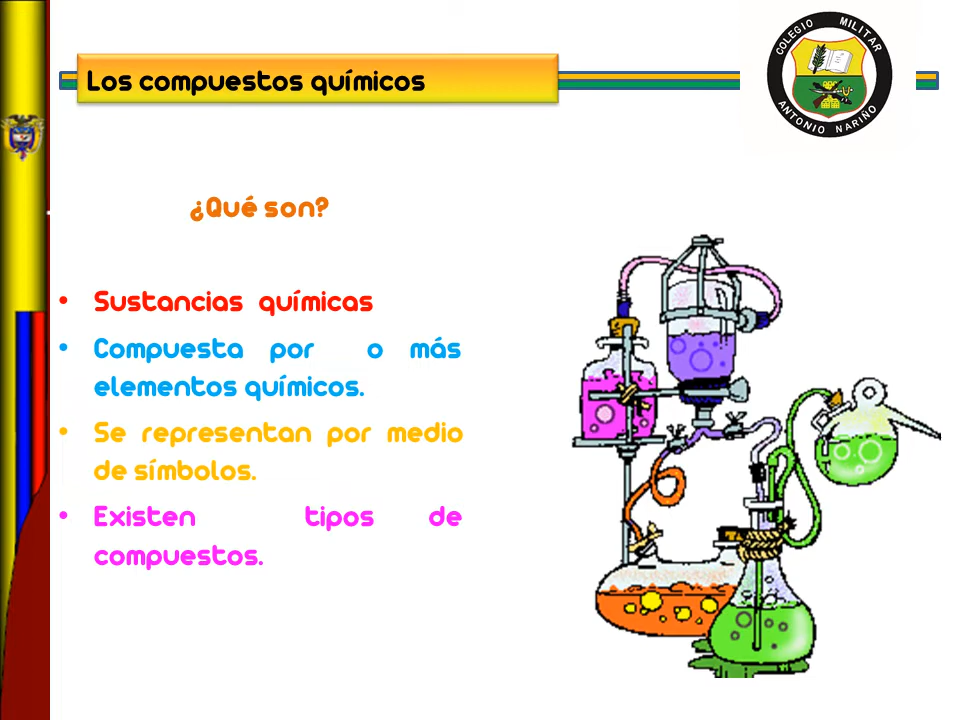 Los compuestos químicos
COLEGIO MILITAR
ANTONIO NARIÑO
¿Qué son?
• Sustancias químicas
• Compuesta por o más
elementos químicos.
• Se representan por medio
de símbolos.
• Existen tipos de
compuestos.